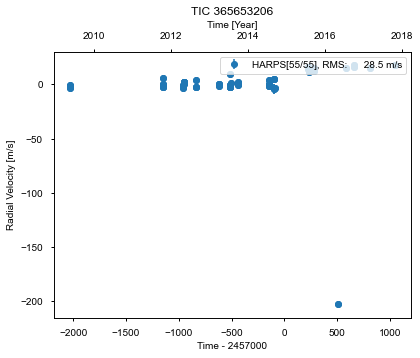 TIC 365653206
Time [Year]
2010 2012 2014 2016 2018
HARPS[55/55], RMS: 28.5 m/s
0
−50
−100
−150
−200
Radial Velocity [m/s]
−2000 −1500 −1000 −500 0 500 1000
Time - 2457000